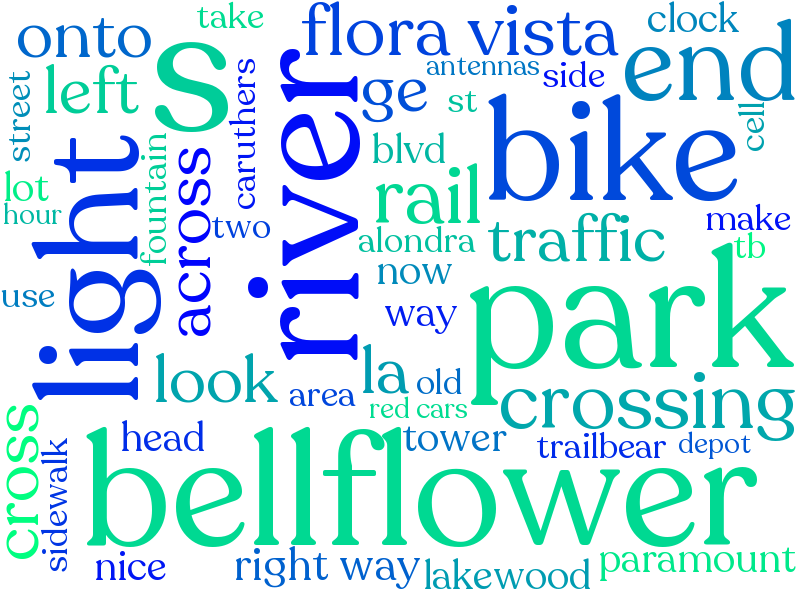 take
clock
onto
flora vista
s
end
antennas
side
left
ge
street
caruthers
st
bike
cell
light
river
fountain
across
blvd
rail
lot
hour
two
alondra
traffic
make
tb
now
park
use
way
look
la
area
old
red cars
crossing
cross
sidewalk
head
bellflower
tower
trailbear
depot
nice
right way
lakewood
paramount